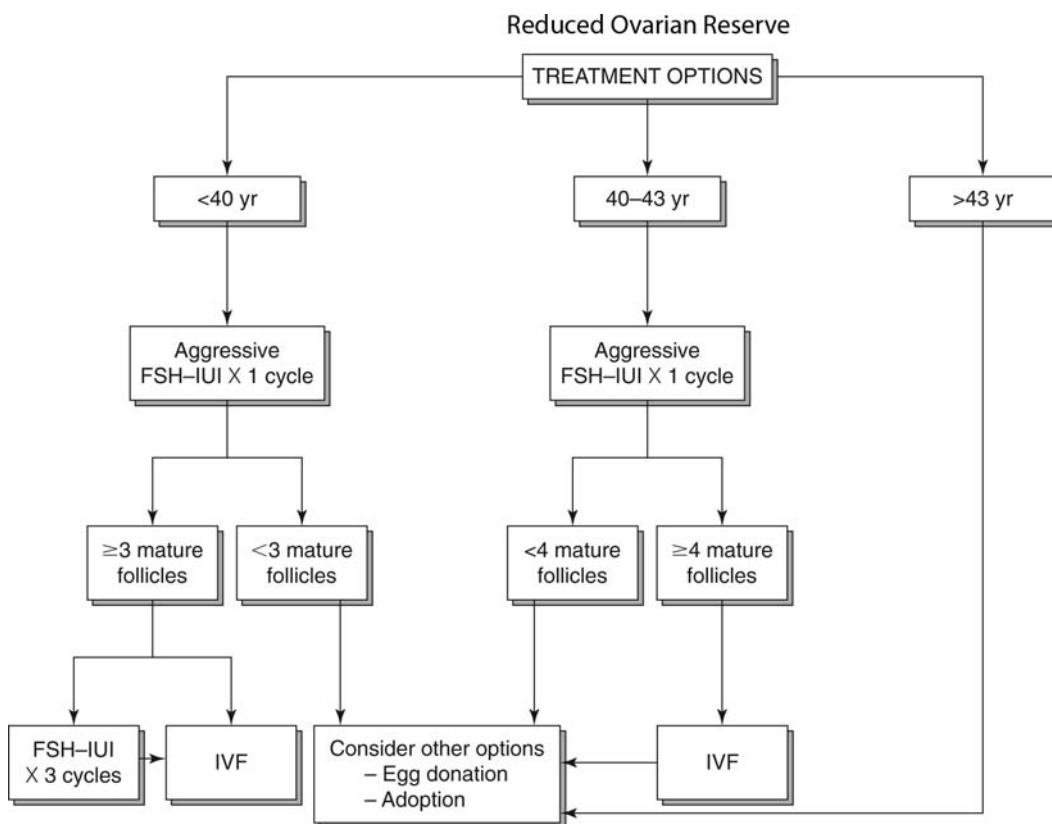 Reduced Ovarian Reserve
TREATMENT OPTIONS
<40 yr
40–43 yr
>43 yr
Aggressive
FSH–IUI X 1 cycle
Aggressive
FSH–IUI X 1 cycle
≥3 mature
follicles
<3 mature
follicles
<4 mature
follicles
≥4 mature
follicles
FSH–IUI
X 3 cycles
IVF
Consider other options
– Egg donation
– Adoption
IVF